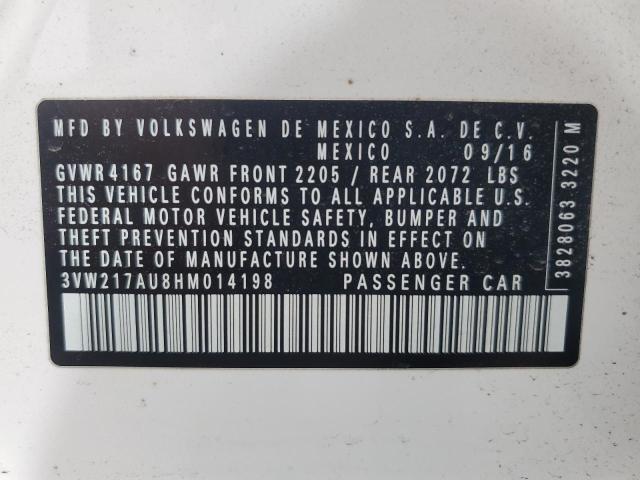 MFD BY VOLKSWAGEN DE MEXICO S.A. DE C.V.
MEXICO 09/16
GVWR 4167 GAWR FRONT 2205 / REAR 2072 LBS
THIS VEHICLE CONFORMS TO ALL APPLICABLE U.S.
FEDERAL MOTOR VEHICLE SAFETY, BUMPER AND
THEFT PREVENTION STANDARDS IN EFFECT ON
THE DATE OF MANUFACTURE SHOWN ABOVE.
3VW217AU8HM014198 PASSENGER CAR
3828063 3220 M